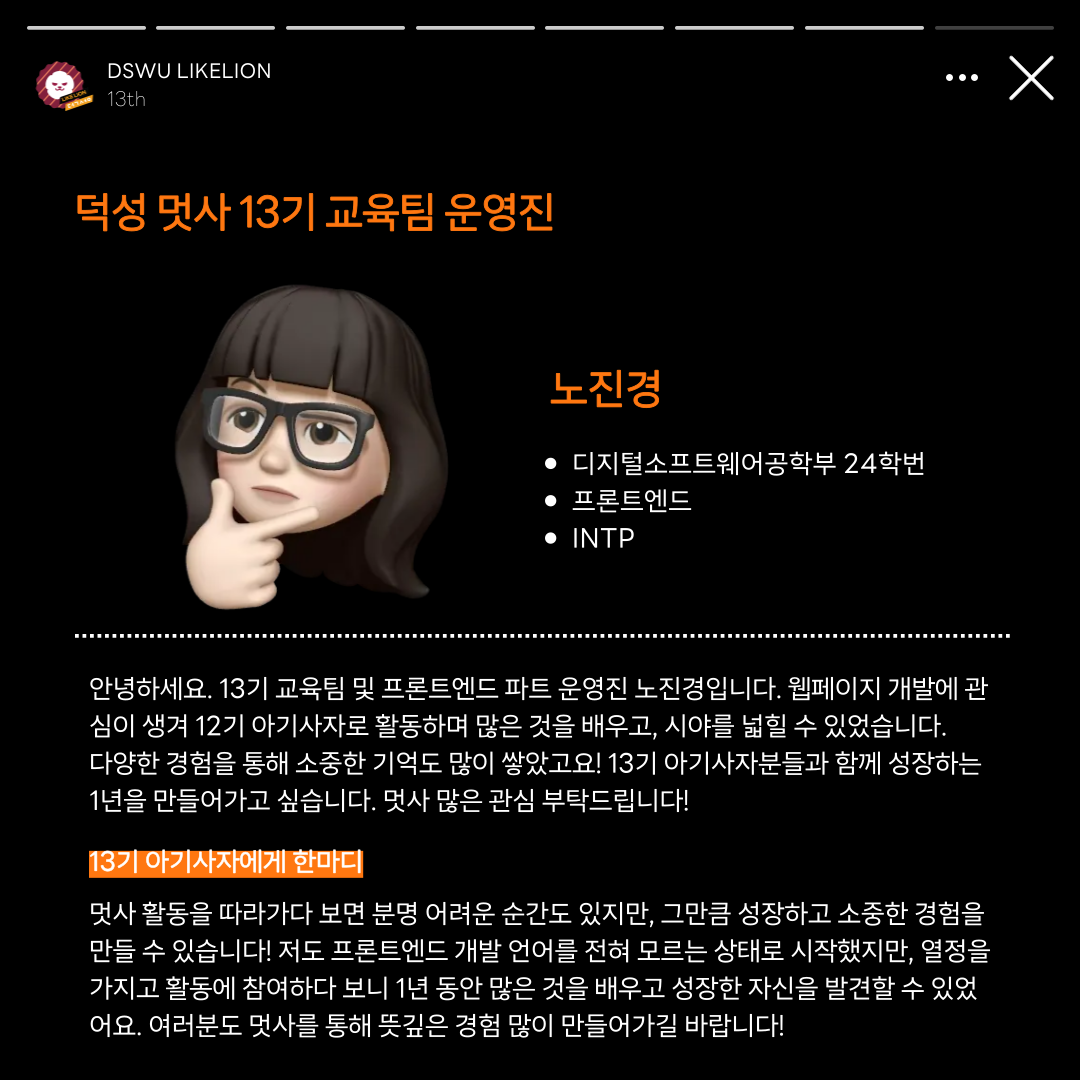 DSWU LIKELION
13th
덕성 멋사 13기 교육팀 운영진
노진경
디지털소프트웨어공학부 24학번
프론트엔드
INTP
안녕하세요. 13기 교육팀 및 프론트엔드 파트 운영진 노진경입니다. 웹페이지 개발에 관
심이 생겨 12기 아기사자로 활동하며 많은 것을 배우고, 시야를 넓힐 수 있었습니다.
다양한 경험을 통해 소중한 기억도 많이 쌓았고요! 13기 아기사자분들과 함께 성장하는
1년을 만들어가고 싶습니다. 멋사 많은 관심 부탁드립니다!
13기 아기사자에게 한마디
멋사 활동을 따라가다 보면 분명 어려운 순간도 있지만, 그만큼 성장하고 소중한 경험을
만들 수 있습니다! 저도 프론트엔드 개발 언어를 전혀 모르는 상태로 시작했지만, 열정을
가지고 활동에 참여하다 보니 1년 동안 많은 것을 배우고 성장한 자신을 발견할 수 있었
어요. 여러분도 멋사를 통해 뜻깊은 경험 많이 만들어가길 바랍니다!